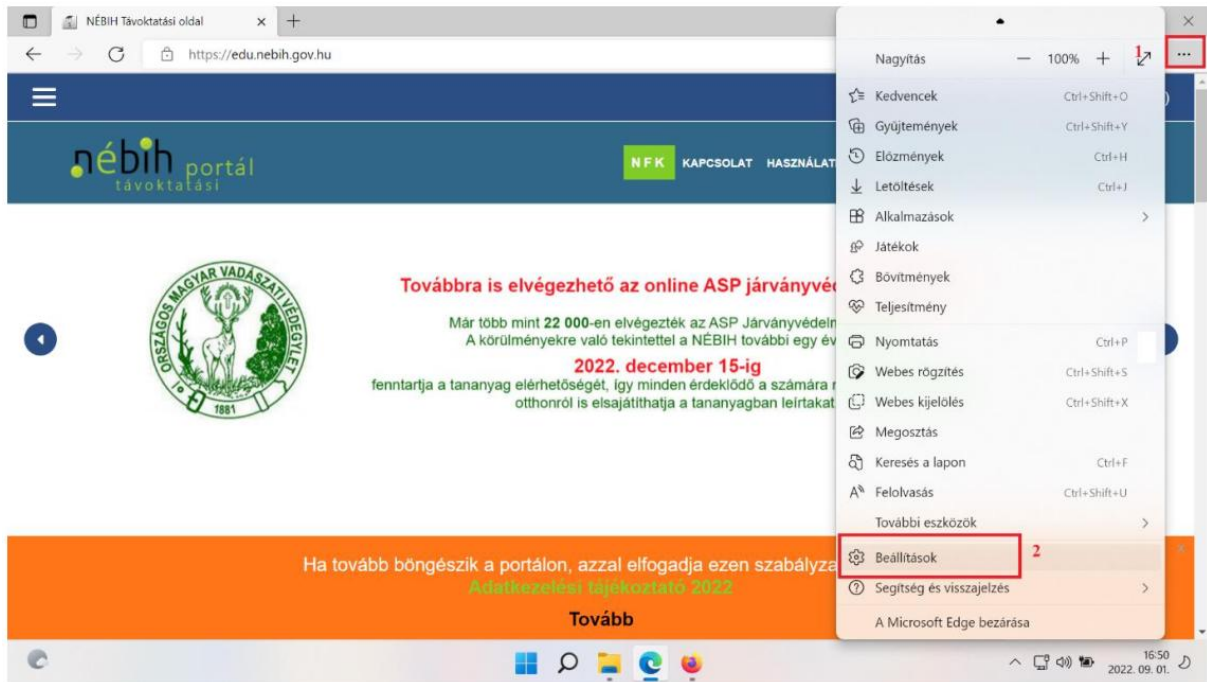 NÉBIH Távoktatási oldal
https://edu.nebih.gov.hu
nébih portál
távoktatási
NFK KAPCSOLAT HASZNÁLAT
ORSZÁGOS MAGYAR VADÁSZATI VÉDEGYLET
1881
Továbbra is elvégezhető az online ASP járványvé
Már több mint 22 000-en elvégezték az ASP Járványvédelm
A körülményekre való tekintettel a NÉBIH további egy év
2022. december 15-ig
fenntartja a tananyag elérhetőségét, így minden érdeklődő a számára
otthonról is elsajátíthatja a tananyagban leírtakat
Ha tovább böngészik a portálon, azzal elfogadja ezen szabályza
Adatkezelési tájékoztató 2022
Tovább
Nagyítás — 100% + 1
Kedvencek Ctrl+Shift+O
Gyűjtemények Ctrl+Shift+Y
Előzmények Ctrl+H
Letöltések Ctrl+J
Alkalmazások
Játékok
Bővítmények
Teljesítmény
Nyomtatás Ctrl+P
Webes rögzítés Ctrl+Shift+S
Webes kijelölés Ctrl+Shift+X
Megosztás
Keresés a lapon Ctrl+F
Felolvasás Ctrl+Shift+U
További eszközök
Beállítások 2
Segítség és visszajelzés
A Microsoft Edge bezárása
16:50
2022. 09. 01.